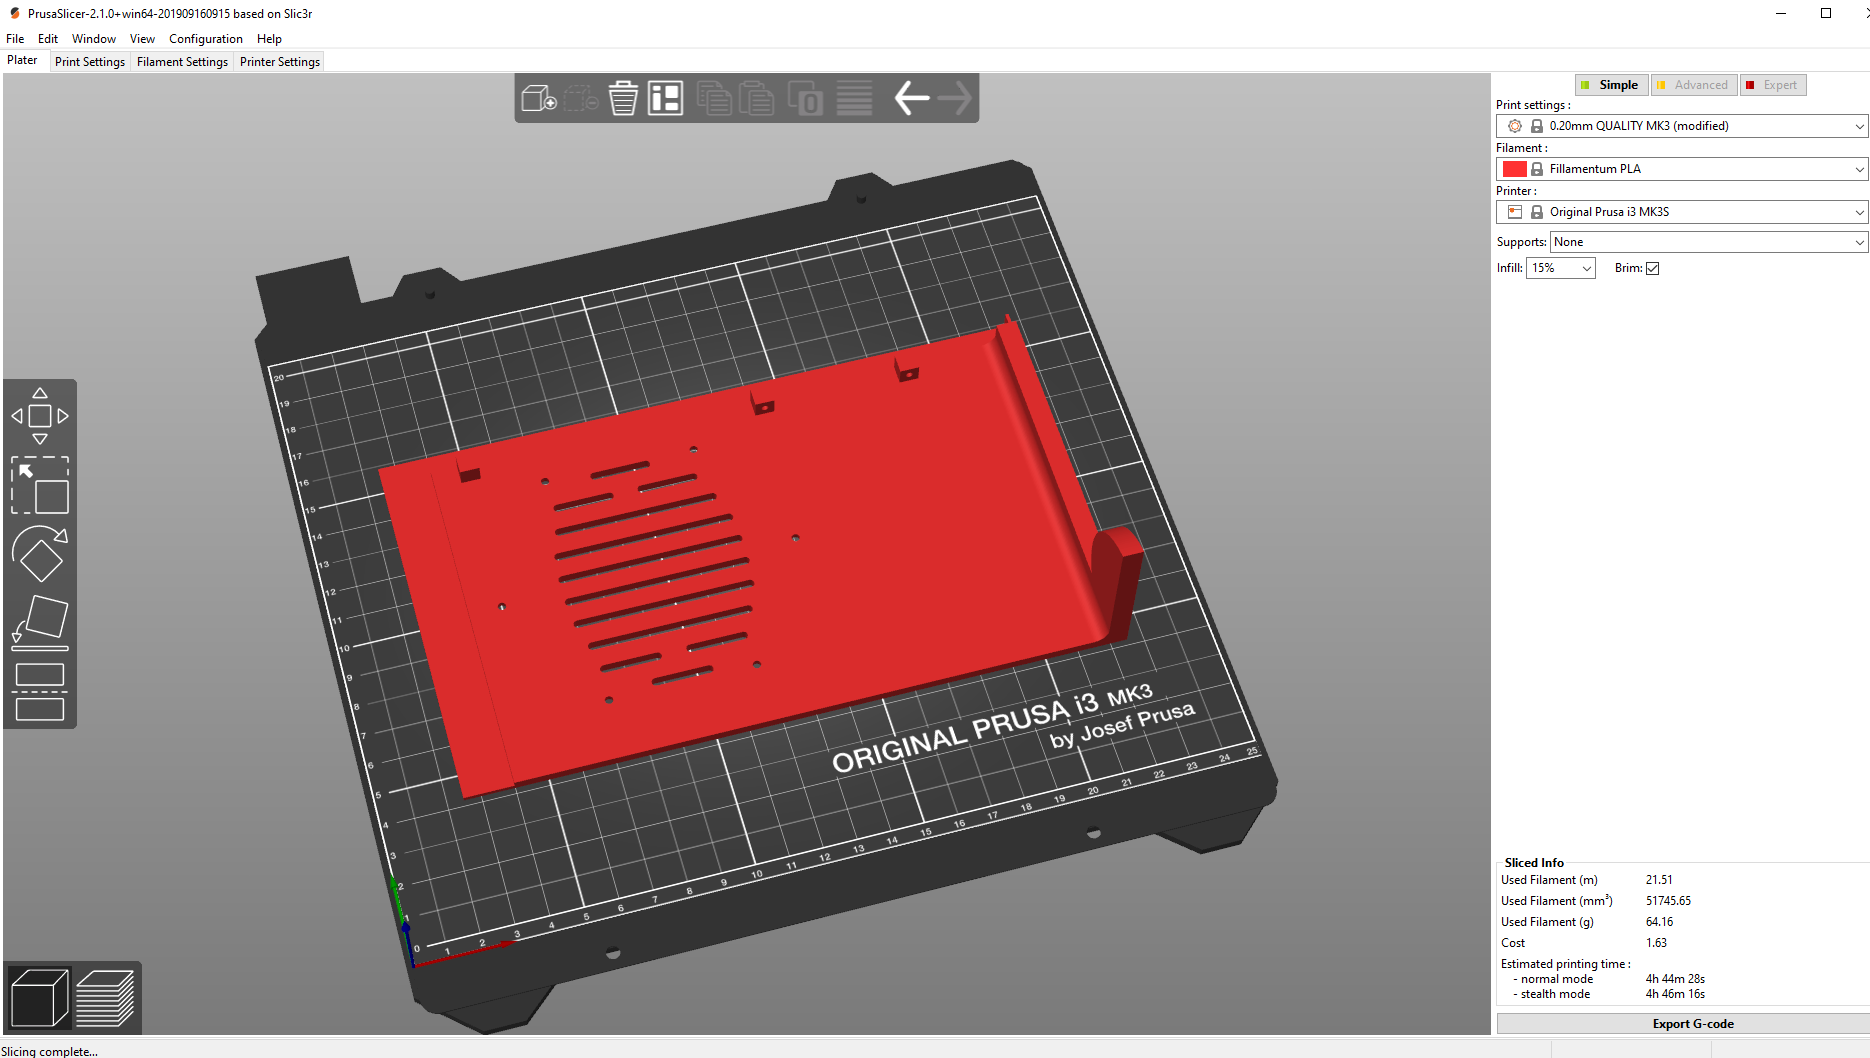 PrusaSlicer-2.1.0+win64-201909160915 based on Slic3r
File Edit Window View Configuration Help
Plater Print Settings Filament Settings Printer Settings
Simple Advanced Expert
Print settings :
0.20mm QUALITY MK3 (modified)
Filament :
Fillamentum PLA
Printer :
Original Prusa i3 MK3S
Supports: None
Infill: 15% Brim:
20
19
18
17
16
15
14
13
12
11
10
9
8
7
6
5
4
3
2
1
0
1 2 3 4 5 6 7 8 9 10 11 12 13 14 15 16 17 18 19 20 21 22 23 24 25
ORIGINAL PRUSA i3 MK3
by Josef Prusa
Sliced Info
Used Filament (m) 21.51
Used Filament (mm³) 51745.65
Used Filament (g) 64.16
Cost 1.63
Estimated printing time :
- normal mode 4h 44m 28s
- stealth mode 4h 46m 16s
Export G-code
Slicing complete...